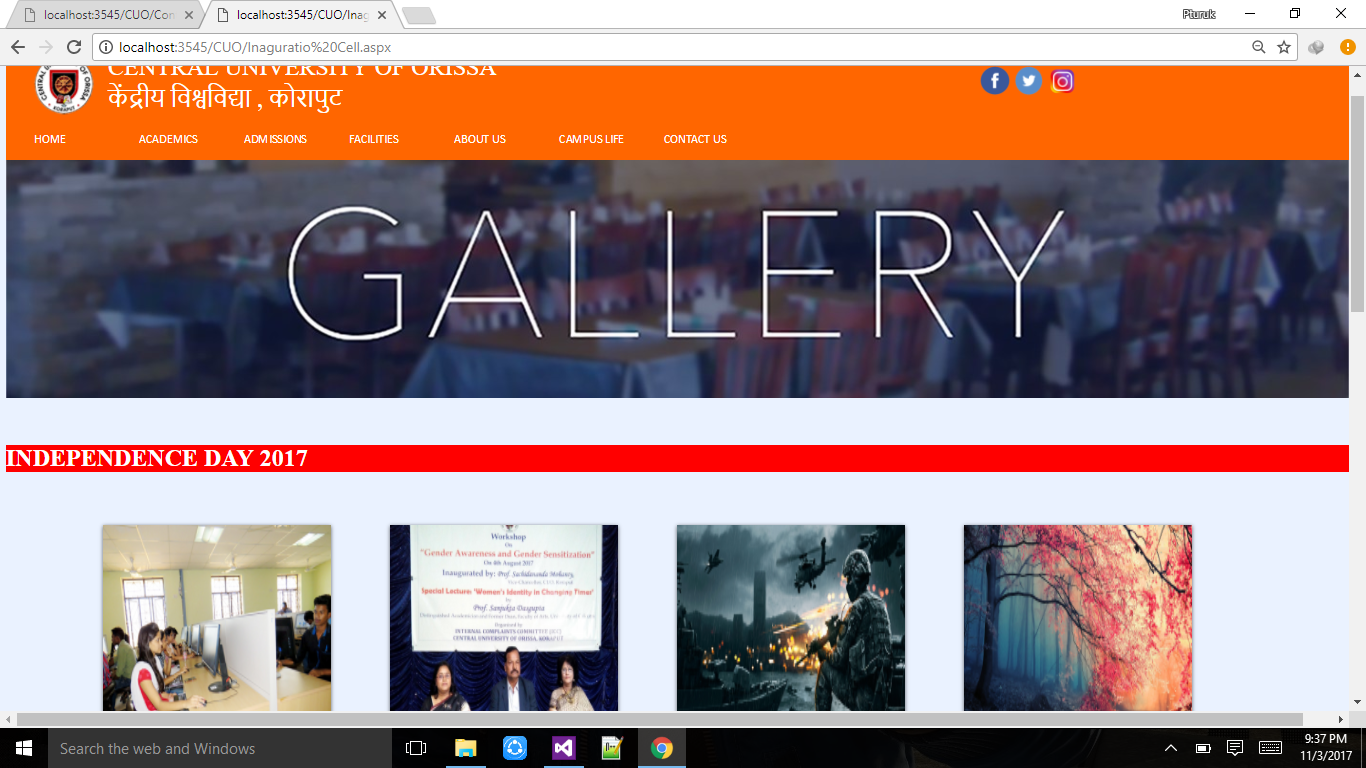 localhost:3545/CUO/Con
localhost:3545/CUO/Inag
Pturuk
localhost:3545/CUO/Inaguratio%20Cell.aspx
CENTRAL UNIVERSITY OF ORISSA
केंद्रीय विश्वविद्या , कोरापुट
HOME ACADEMICS ADMISSIONS FACILITIES ABOUT US CAMPUS LIFE CONTACT US
GALLERY
INDEPENDENCE DAY 2017
Workshop
On
"Gender Awareness and Gender Sensitization"
On 8th August 2017
Inaugurated by: Prof. Sachidananda Mohanty,
Special Lecture: 'Women's Identity in Changing Times'
by
Prof. Sanjukta Dasgupta
Organised by
INTERNAL COMPLAINTS COMMITTEE (ICC)
CENTRAL UNIVERSITY OF ORISSA, KORAPUT
Search the web and Windows
9:37 PM
11/3/2017